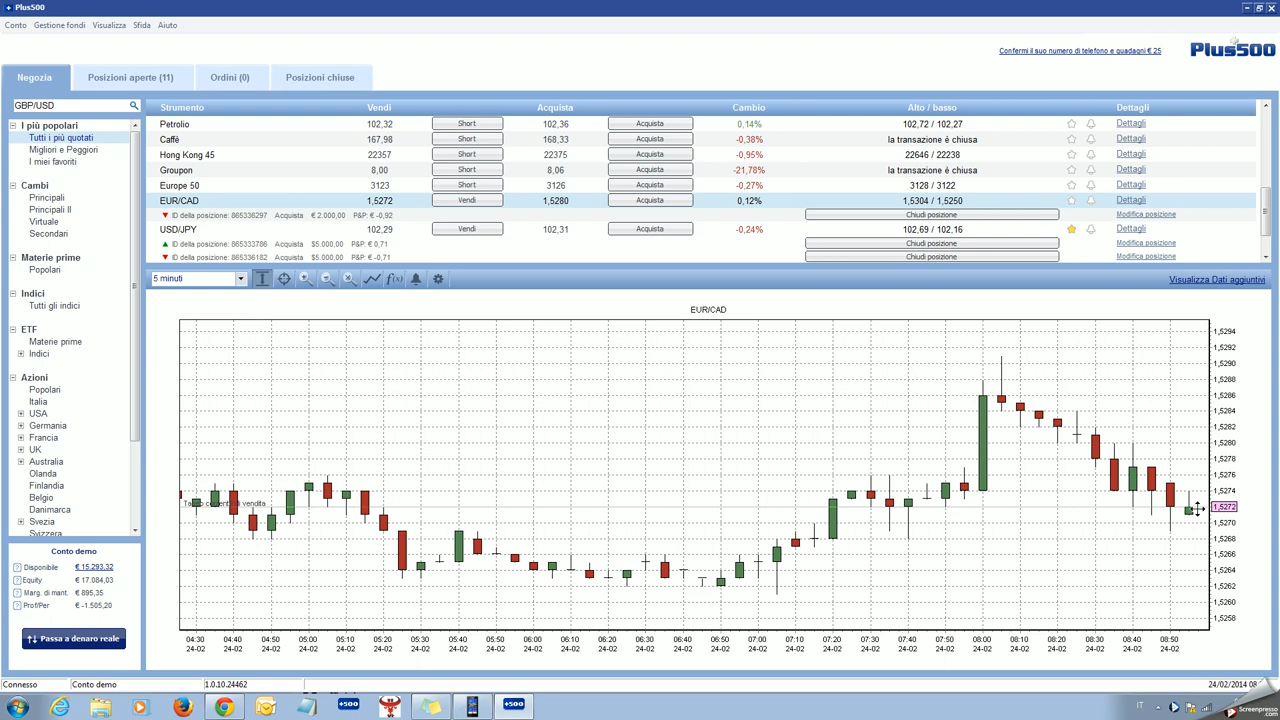 Plus500
Conto Gestione fondi Visualizza Sfida Aiuto
Confermi il suo numero di telefono e guadagni € 25
Plus500
Negozia Posizioni aperte (11) Ordini (0) Posizioni chiuse
GBP/USD
Strumento Vendi Acquista Cambio Alto / basso Dettagli
Petrolio 102,32 Short 102,36 Acquista 0,14% 102,72 / 102,27 Dettagli
Caffè 167,98 Short 168,33 Acquista -0,38% la transazione è chiusa Dettagli
Hong Kong 45 22357 Short 22375 Acquista -0,95% 22646 / 22238 Dettagli
Groupon 8,00 Short 8,06 Acquista -21,78% la transazione è chiusa Dettagli
Europe 50 3123 Short 3126 Acquista -0,27% 3128 / 3122 Dettagli
EUR/CAD 1,5272 Vendi 1,5280 Acquista 0,12% 1,5304 / 1,5250 Dettagli
ID della posizione: 865336297 Acquista € 2.000,00 P&P: € -0,92 Chiudi posizione Modifica posizione
USD/JPY 102,29 Vendi 102,31 Acquista -0,24% 102,69 / 102,16 Dettagli
ID della posizione: 865333786 Acquista $5.000,00 P&P: € 0,71 Chiudi posizione Modifica posizione
ID della posizione: 865336182 Acquista $5.000,00 P&P: € -0,71 Chiudi posizione Modifica posizione
I più popolari
Tutti i più quotati
Migliori e Peggiori
I miei favoriti
Cambi
Principali
Principali II
Virtuale
Secondari
Materie prime
Popolari
Indici
Tutti gli indici
ETF
Materie prime
Indici
Azioni
Popolari
Italia
USA
Germania
Francia
UK
Australia
Olanda
Finlandia
Belgio
Danimarca
Svezia
Svizzera
Conto demo
Disponibile € 15.293,32
Equity € 17.084,03
Marg. di mant. € 895,35
Prof/Per € -1.505,20
Passa a denaro reale
5 minuti f(x) Visualizza Dati aggiuntivi
EUR/CAD
1,5294
1,5292
1,5290
1,5288
1,5286
1,5284
1,5282
1,5280
1,5278
1,5276
1,5274
1,5272
1,5270
1,5266
1,5264
1,5262
1,5260
1,5258
04:30 04:40 04:50 05:00 05:10 05:20 05:30 05:40 05:50 06:00 06:10 06:20 06:30 06:40 06:50 07:00 07:10 07:20 07:30 07:40 07:50 08:00 08:10 08:20 08:30 08:40 08:50
24-02 24-02 24-02 24-02 24-02 24-02 24-02 24-02 24-02 24-02 24-02 24-02 24-02 24-02 24-02 24-02 24-02 24-02 24-02 24-02 24-02 24-02 24-02 24-02 24-02 24-02 24-02
Connesso Conto demo 1.0.10.24462 24/02/2014
+500 +500 IT
Screenpresso
.com